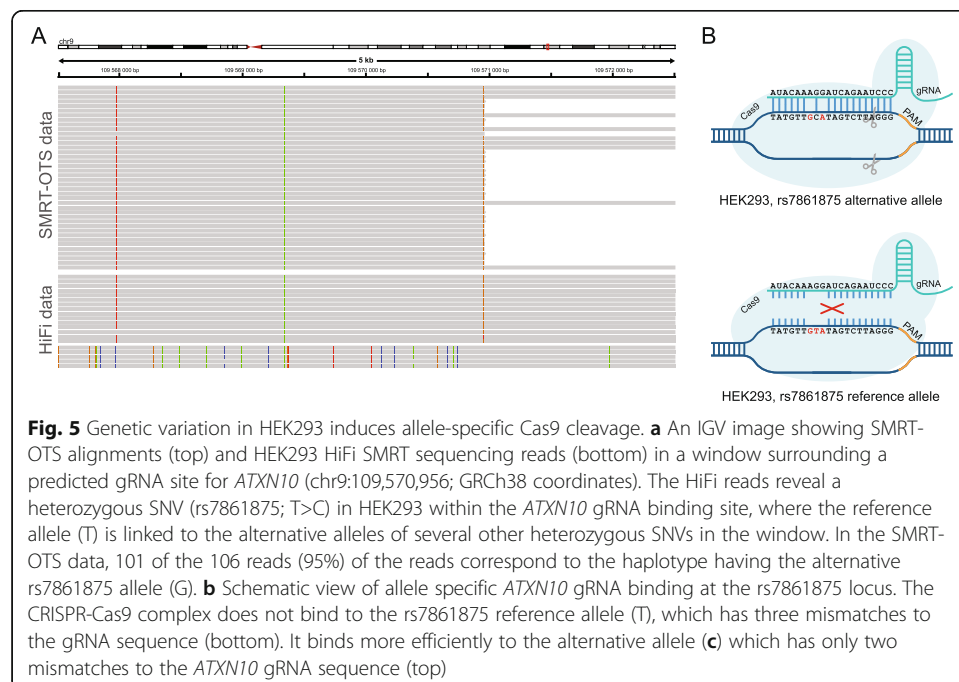 A
chr9
5 kb
109 568 000 bp 109 569 000 bp 109 570 000 bp 109 571 000 bp 109 572 000 bp
SMRT-OTS data
HiFi data
B
Cas9
AUACAAAGGAUCAGAAUCCC
gRNA
TATGTTGCATAGTCTTAGGG
PAM
HEK293, rs7861875 alternative allele
Cas9
AUACAAAGGAUCAGAAUCCC
gRNA
TATGTTGTATAGTCTTAGGG
PAM
HEK293, rs7861875 reference allele
Fig. 5 Genetic variation in HEK293 induces allele-specific Cas9 cleavage. a An IGV image showing SMRT-
OTS alignments (top) and HEK293 HiFi SMRT sequencing reads (bottom) in a window surrounding a
predicted gRNA site for ATXN10 (chr9:109,570,956; GRCh38 coordinates). The HiFi reads reveal a
heterozygous SNV (rs7861875; T>C) in HEK293 within the ATXN10 gRNA binding site, where the reference
allele (T) is linked to the alternative alleles of several other heterozygous SNVs in the window. In the SMRT-
OTS data, 101 of the 106 reads (95%) of the reads correspond to the haplotype having the alternative
rs7861875 allele (G). b Schematic view of allele specific ATXN10 gRNA binding at the rs7861875 locus. The
CRISPR-Cas9 complex does not bind to the rs7861875 reference allele (T), which has three mismatches to
the gRNA sequence (bottom). It binds more efficiently to the alternative allele (c) which has only two
mismatches to the ATXN10 gRNA sequence (top)